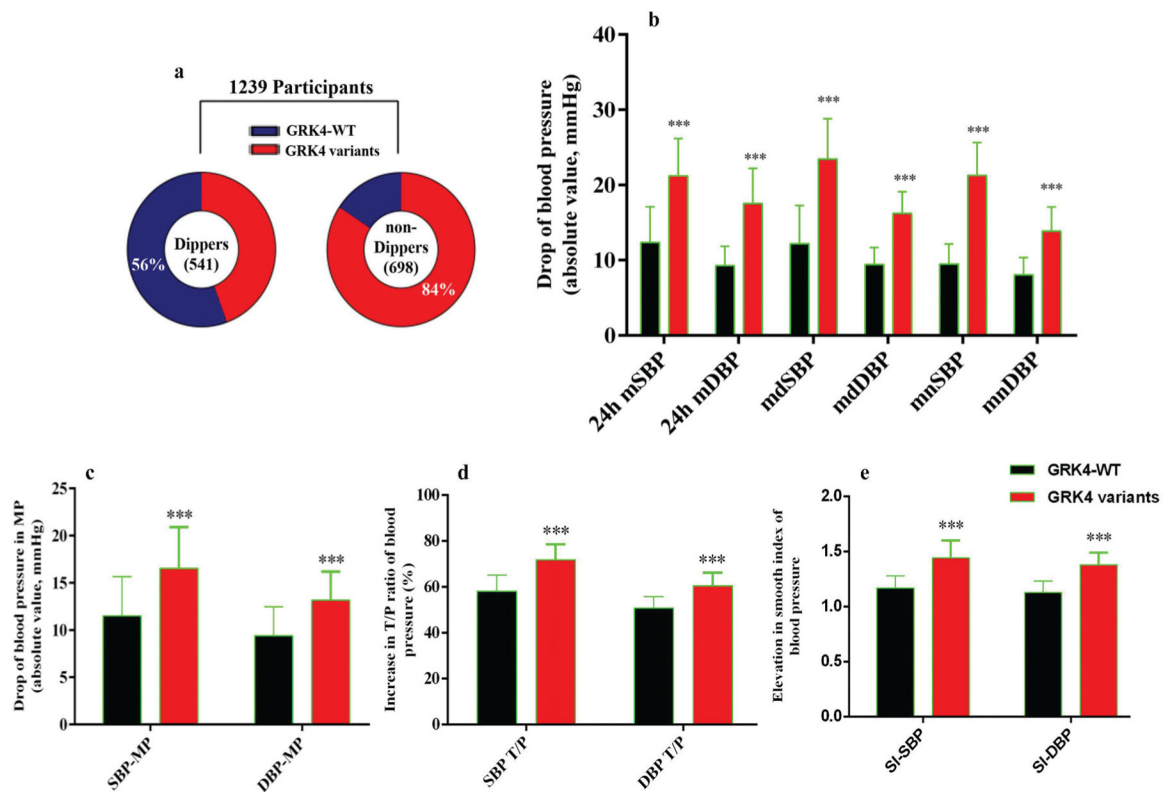 a
1239 Participants
GRK4-WT
GRK4 variants
Dippers
(541)
56%
non-
Dippers
(698)
84%
b
Drop of blood pressure
(absolute value, mmHg)
40
30
20
10
0
***
***
***
***
***
***
24h mSBP
24h mDBP
mdSBP
mdDBP
mnSBP
mnDBP
c
Drop of blood pressure in MP
(absolute value, mmHg)
25
20
15
10
5
0
***
***
SBP-MP
DBP-MP
d
Increase in T/P ratio of blood
pressure (%)
100
80
60
40
20
0
***
***
SBP T/P
DBP T/P
e
GRK4-WT
GRK4 variants
Elevation in smooth index of
blood pressure
2.0
1.5
1.0
0.5
0.0
***
***
SI-SBP
SI-DBP